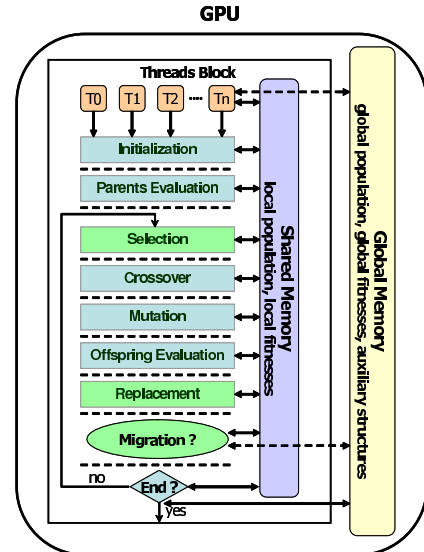 GPU
Threads Block
T0 T1 T2 Tn
Initialization
Parents Evaluation
Selection
Crossover
Mutation
Offspring Evaluation
Replacement
Migration ?
no
End ?
yes
Shared Memory
local population, local fitnesses
Global Memory
global population, global fitnesses, auxiliary structures